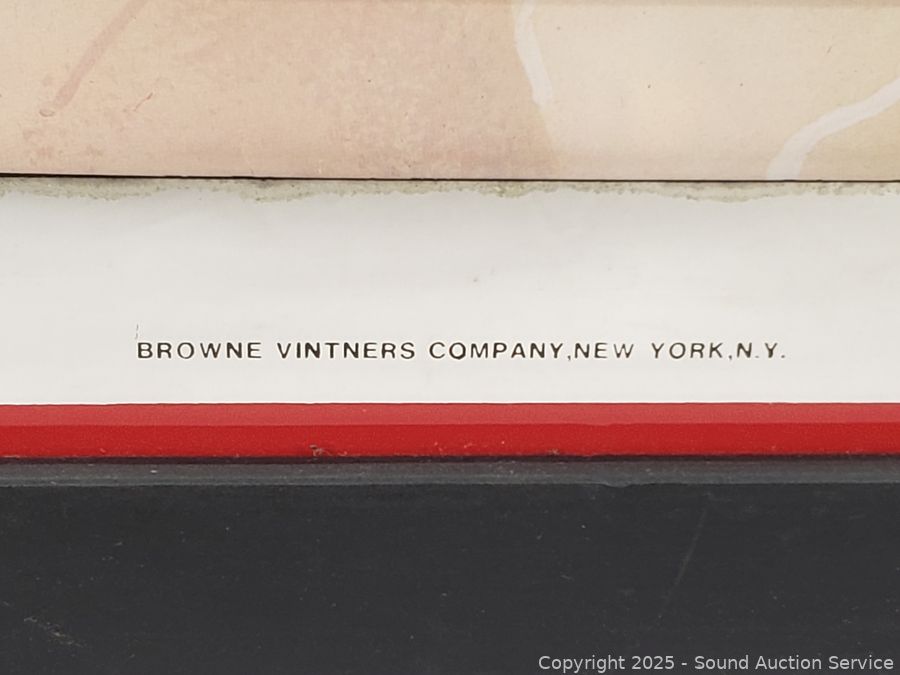 BROWNE VINTNERS COMPANY,NEW YORK,N.Y.
Copyright 2025 - Sound Auction Service